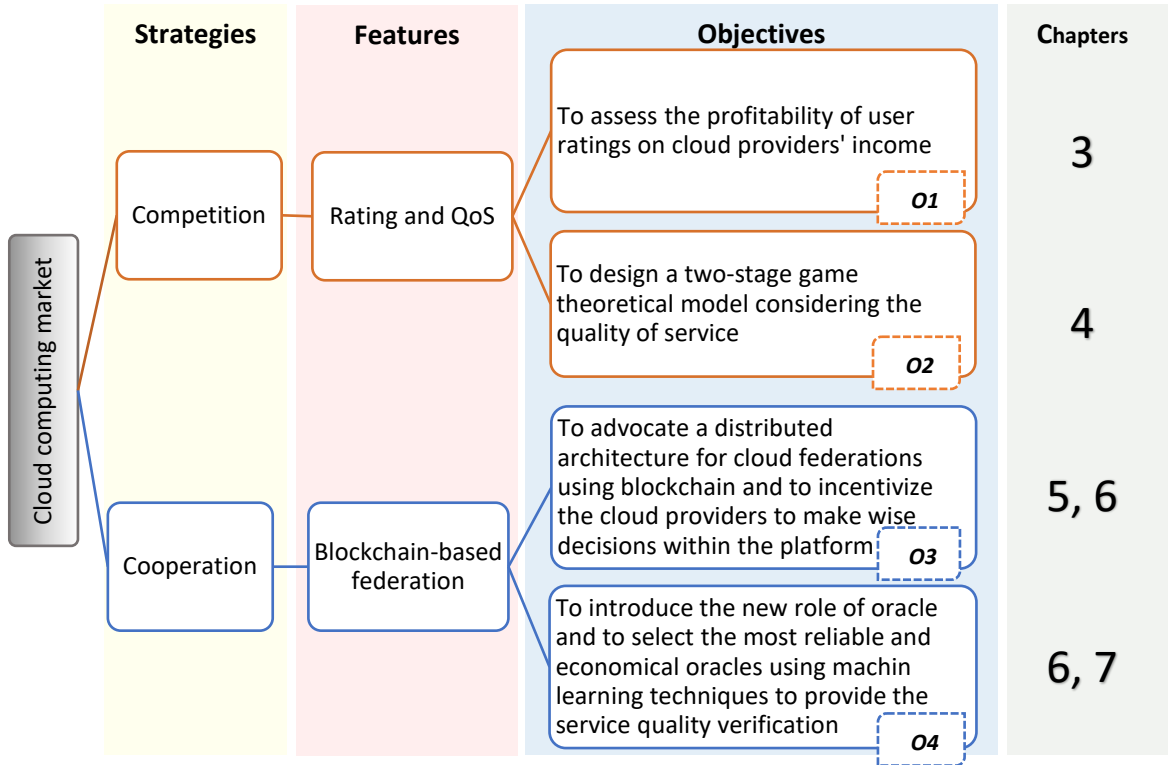 Strategies
Features
Objectives
Chapters
Cloud computing market
Competition
Rating and QoS
To assess the profitability of user
ratings on cloud providers' income
O1
3
To design a two-stage game
theoretical model considering the
quality of service
O2
4
Cooperation
Blockchain-based
federation
To advocate a distributed
architecture for cloud federations
using blockchain and to incentivize
the cloud providers to make wise
decisions within the platform
O3
5, 6
To introduce the new role of oracle
and to select the most reliable and
economical oracles using machin
learning techniques to provide the
service quality verification
O4
6, 7